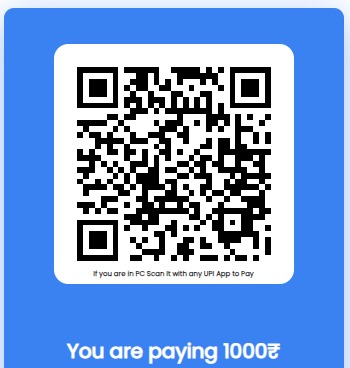 If you are in PC Scan It with any UPI App to Pay
You are paying 1000₹